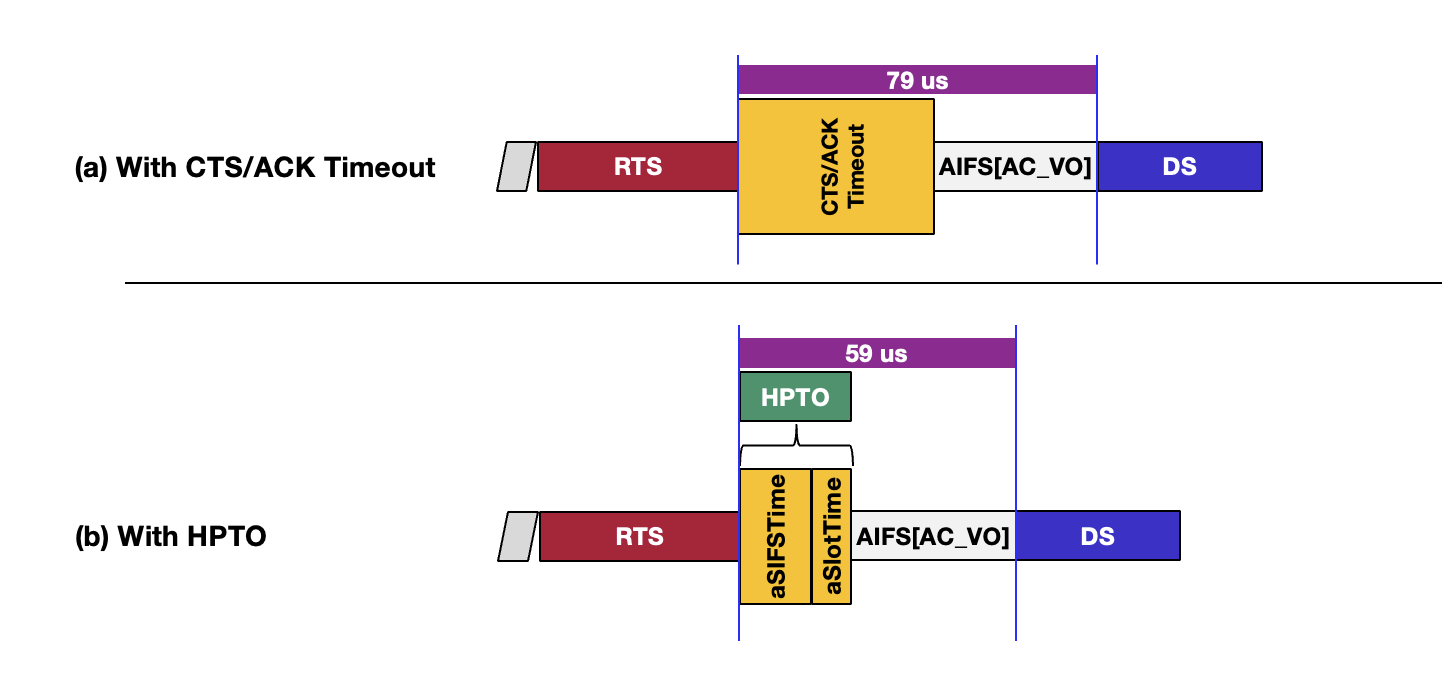 79 us
(a) With CTS/ACK Timeout
RTS
CTS/ACK
Timeout
AIFS[AC_VO]
DS
59 us
HPTO
(b) With HPTO
RTS
aSIFSTime
aSlotTime
AIFS[AC_VO]
DS